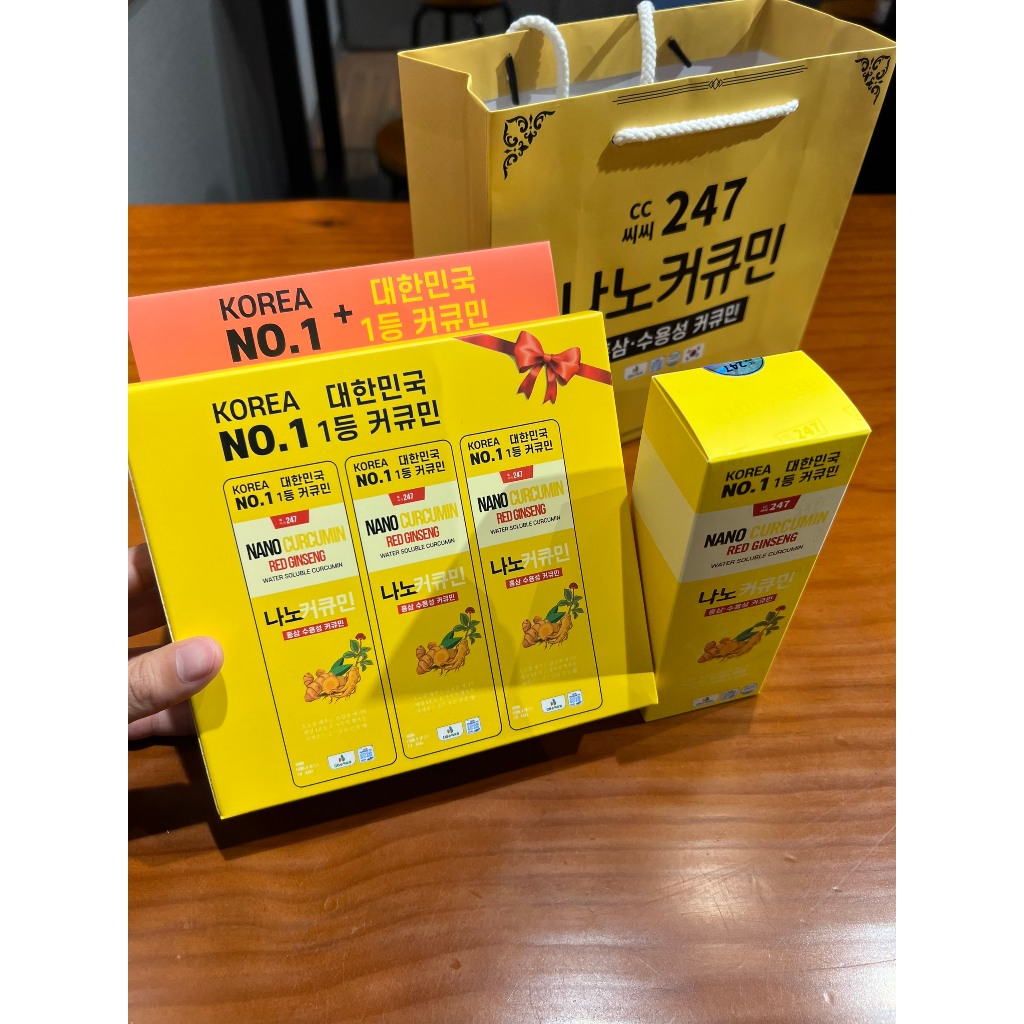 CC
씨씨 247
나노커큐민
홍삼·수용성 커큐민
KOREA
NO.1
+
대한민국
1등 커큐민
KOREA 대한민국
NO.1 1등 커큐민
KOREA 대한민국
NO.1 1등 커큐민
247
NANO CURCUMIN
RED GINSENG
WATER SOLUBLE CURCUMIN
나노커큐민
홍삼 수용성 커큐민
KOREA 대한민국
NO.1 1등 커큐민
247
NANO CURCUMIN
RED GINSENG
WATER SOLUBLE CURCUMIN
나노커큐민
홍삼 수용성 커큐민
KOREA 대한민국
NO.1 1등 커큐민
247
NANO CURCUMIN
RED GINSENG
WATER SOLUBLE CURCUMIN
나노커큐민
홍삼 수용성 커큐민
247
247
KOREA 대한민국
NO.1 1등 커큐민
247
NANO CURCUMIN
RED GINSENG
WATER SOLUBLE CURCUMIN
나노커큐민
홍삼 수용성 커큐민